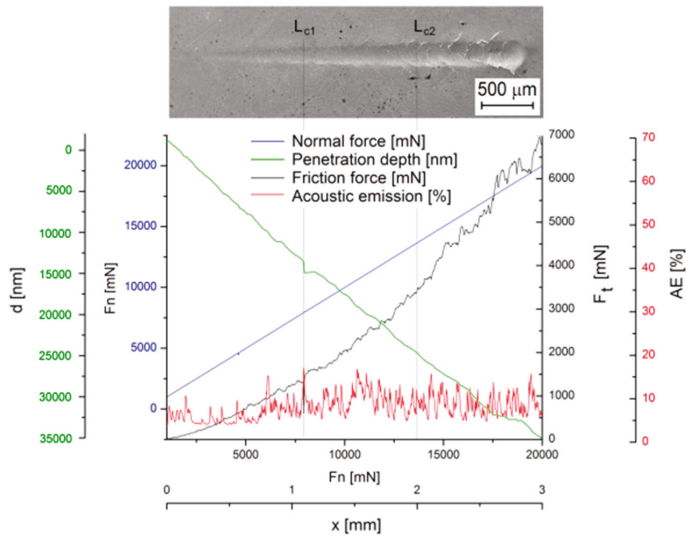 Lc1
Lc2
500 μm
Normal force [mN]
Penetration depth [nm]
Friction force [mN]
Acoustic emission [%]
d [nm]
0
5000
10000
15000
20000
25000
30000
35000
Fn [mN]
20000
15000
10000
5000
0
Ft [mN]
7000
6000
5000
4000
3000
2000
1000
0
AE [%]
70
60
50
40
30
20
10
0
5000
10000
15000
20000
Fn [mN]
0
1
2
3
x [mm]